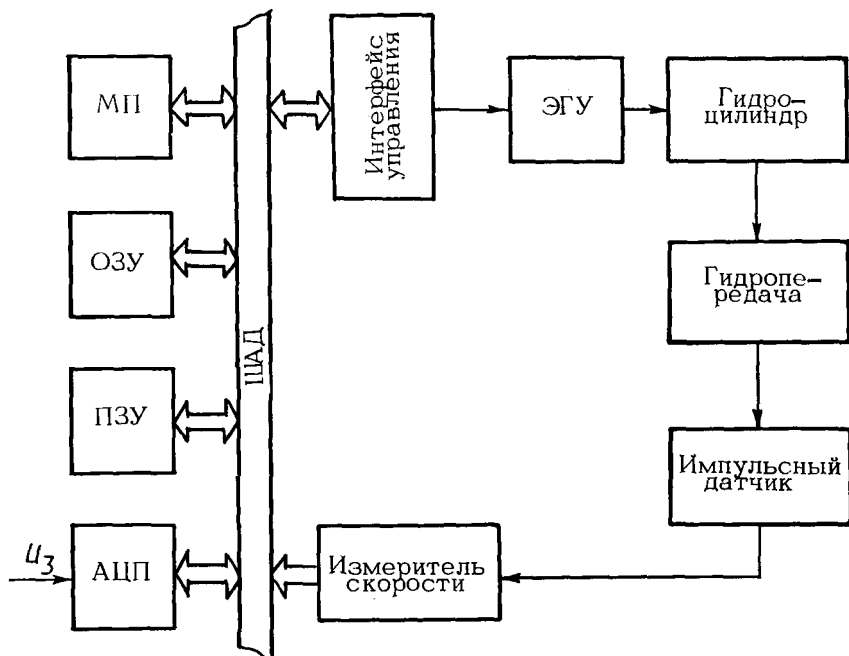 МП
Интерфейс
управления
ЭГУ
Гидро-
цилиндр
ОЗУ
Гидропе-
редача
ШАД
ПЗУ
Импульсный
датчик
U3
АЦП
Измеритель
скорости